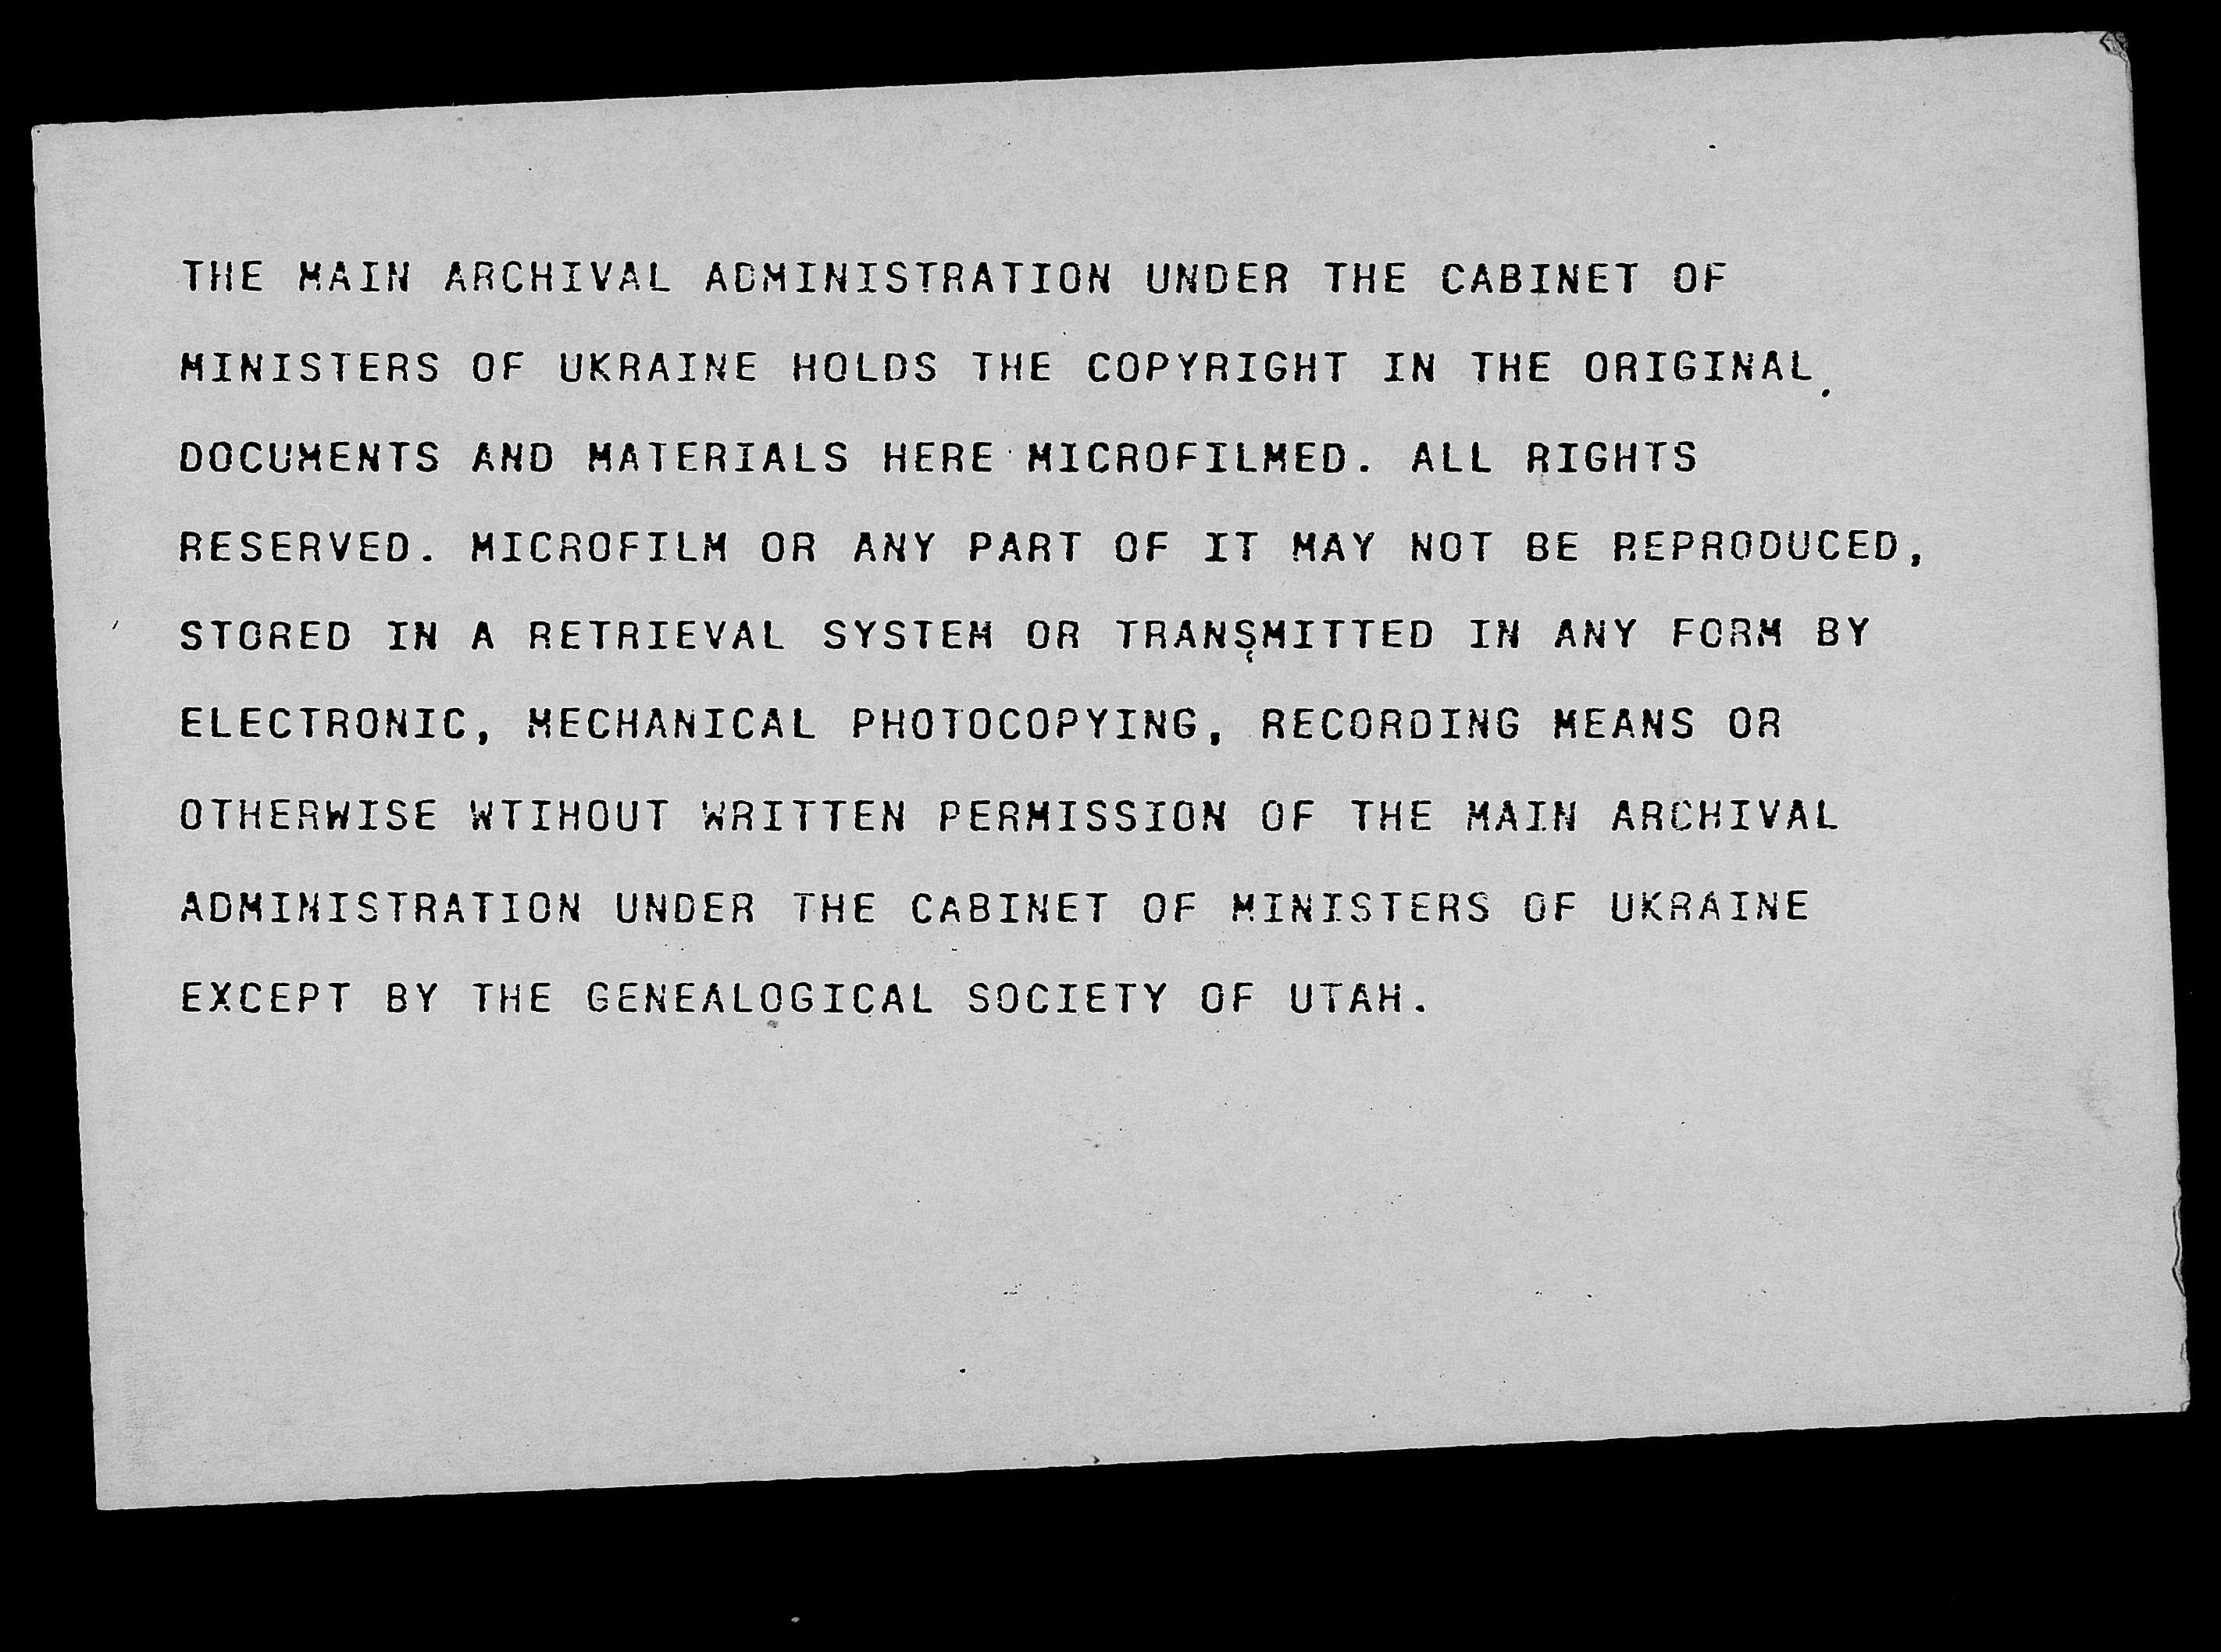 THE MAIN ARCHIVAL ADMINISTRATION UNDER THE CABINET OF
MINISTERS OF UKRAINE HOLDS THE COPYRIGHT IN THE ORIGINAL
DOCUMENTS AND MATERIALS HERE MICROFILMED. ALL RIGHTS
RESERVED. MICROFILM OR ANY PART OF IT MAY NOT BE REPRODUCED,
STORED IN A RETRIEVAL SYSTEM OR TRANSMITTED IN ANY FORM BY
ELECTRONIC, MECHANICAL PHOTOCOPYING, RECORDING MEANS OR
OTHERWISE WTIHOUT WRITTEN PERMISSION OF THE MAIN ARCHIVAL
ADMINISTRATION UNDER THE CABINET OF MINISTERS OF UKRAINE
EXCEPT BY THE GENEALOGICAL SOCIETY OF UTAH.